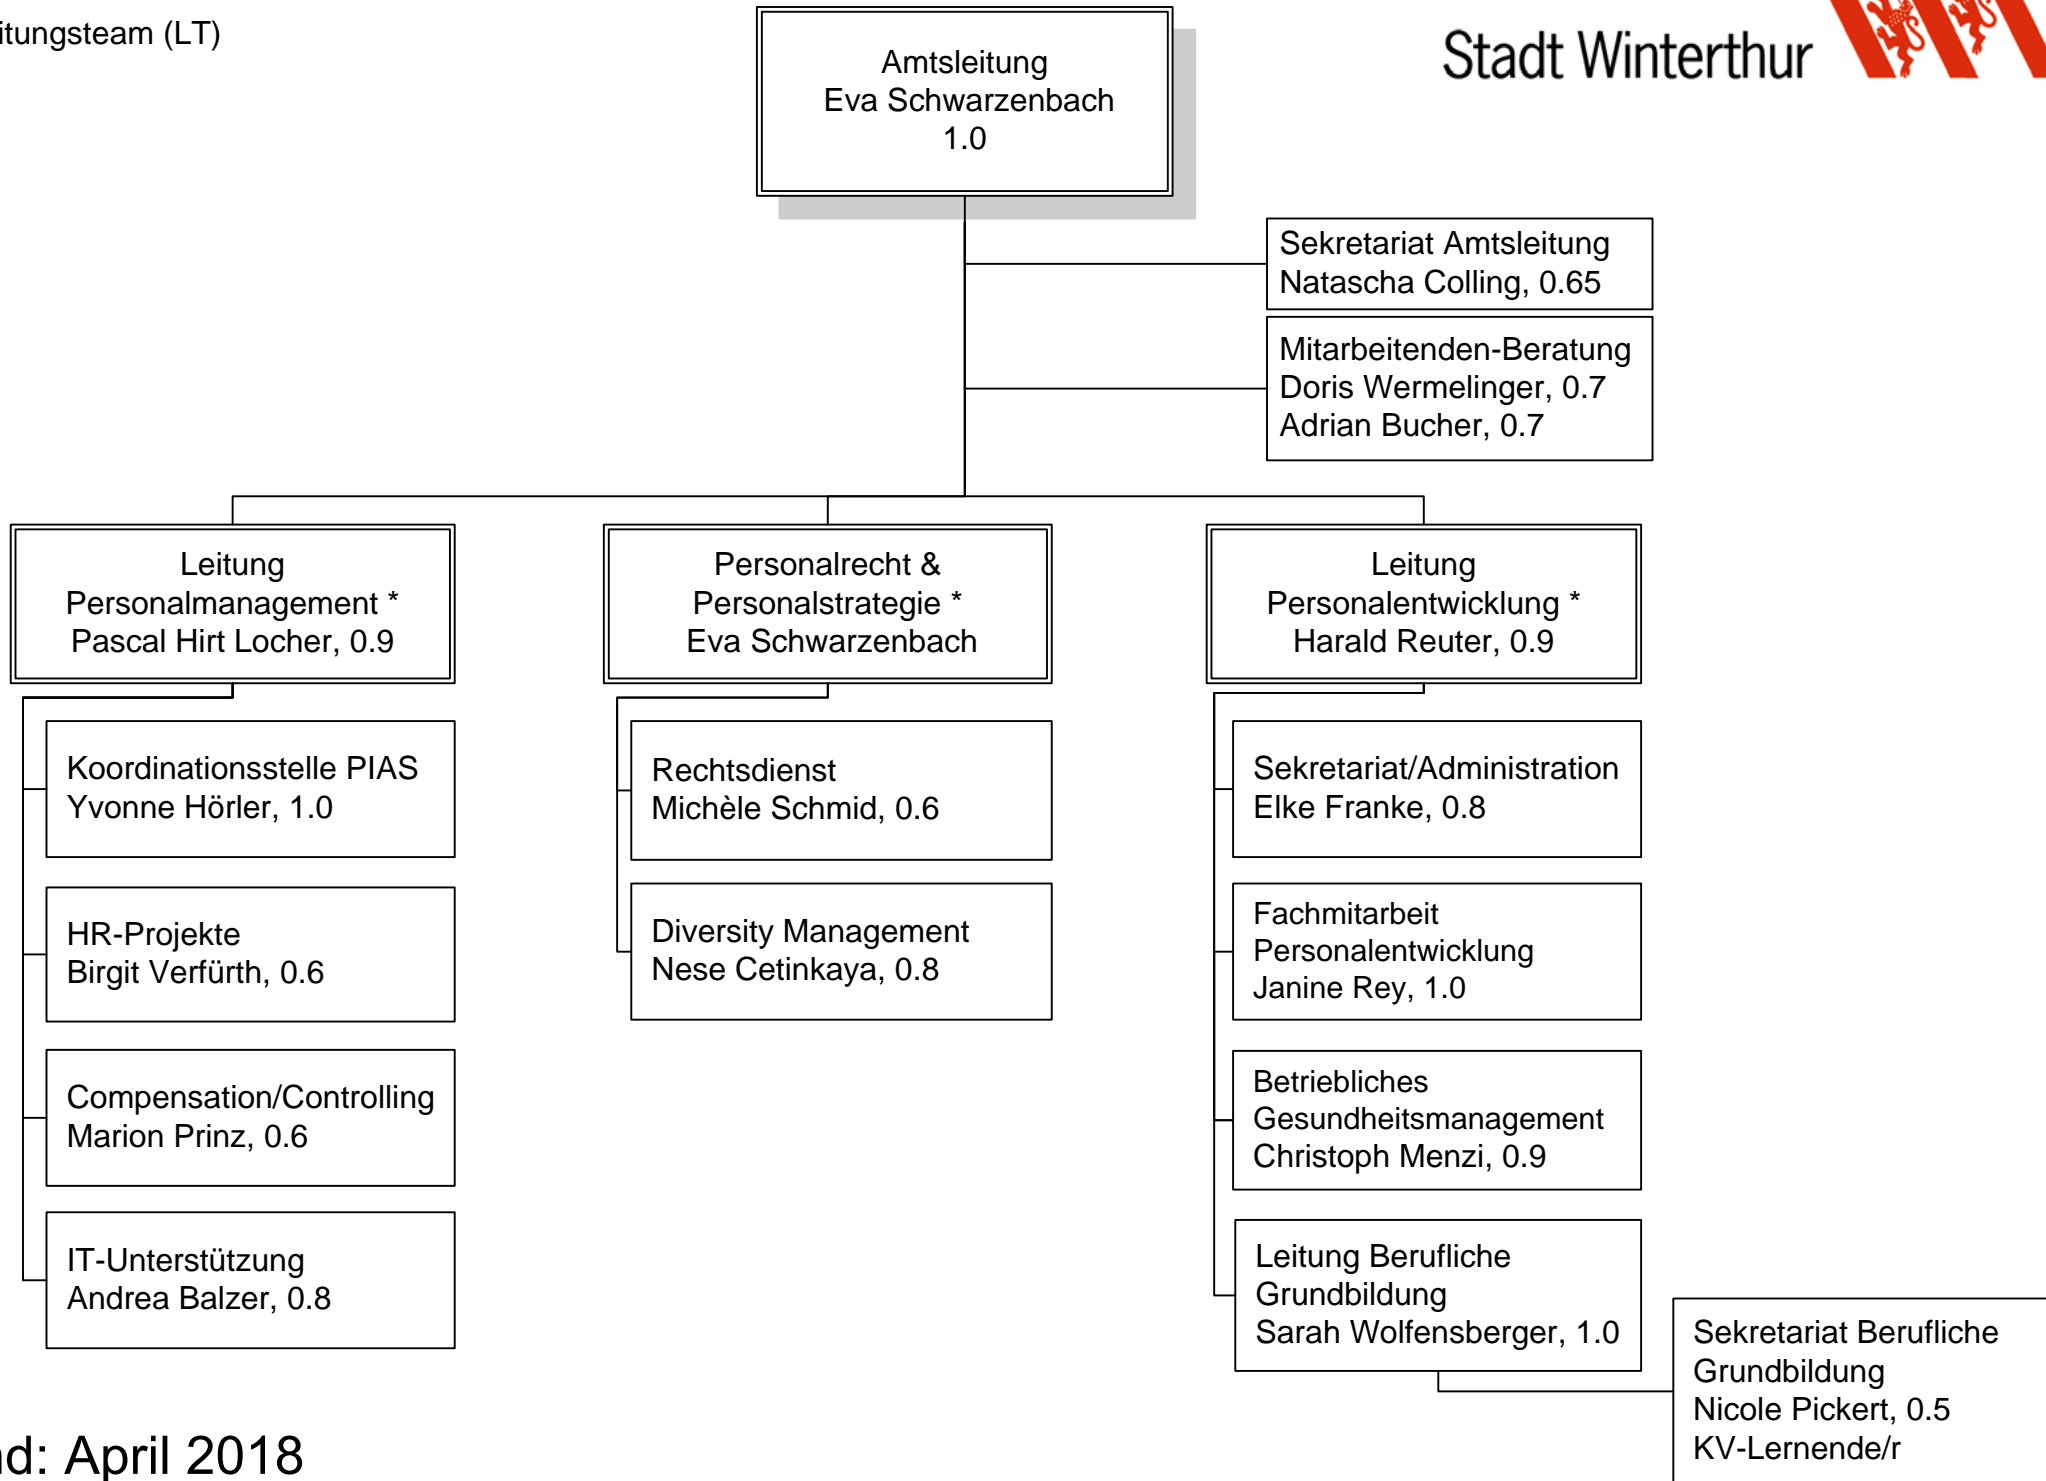 itungsteam (LT)
Stadt Winterthur
Amtsleitung
Eva Schwarzenbach
1.0
Sekretariat Amtsleitung
Natascha Colling, 0.65
Mitarbeitenden-Beratung
Doris Wermelinger, 0.7
Adrian Bucher, 0.7
Leitung
Personalmanagement *
Pascal Hirt Locher, 0.9
Personalrecht &
Personalstrategie *
Eva Schwarzenbach
Leitung
Personalentwicklung *
Harald Reuter, 0.9
Koordinationsstelle PIAS
Yvonne Hörler, 1.0
HR-Projekte
Birgit Verfürth, 0.6
Compensation/Controlling
Marion Prinz, 0.6
IT-Unterstützung
Andrea Balzer, 0.8
Rechtsdienst
Michèle Schmid, 0.6
Diversity Management
Nese Cetinkaya, 0.8
Sekretariat/Administration
Elke Franke, 0.8
Fachmitarbeit
Personalentwicklung
Janine Rey, 1.0
Betriebliches
Gesundheitsmanagement
Christoph Menzi, 0.9
Leitung Berufliche
Grundbildung
Sarah Wolfensberger, 1.0
Sekretariat Berufliche
Grundbildung
Nicole Pickert, 0.5
KV-Lernende/r
nd: April 2018